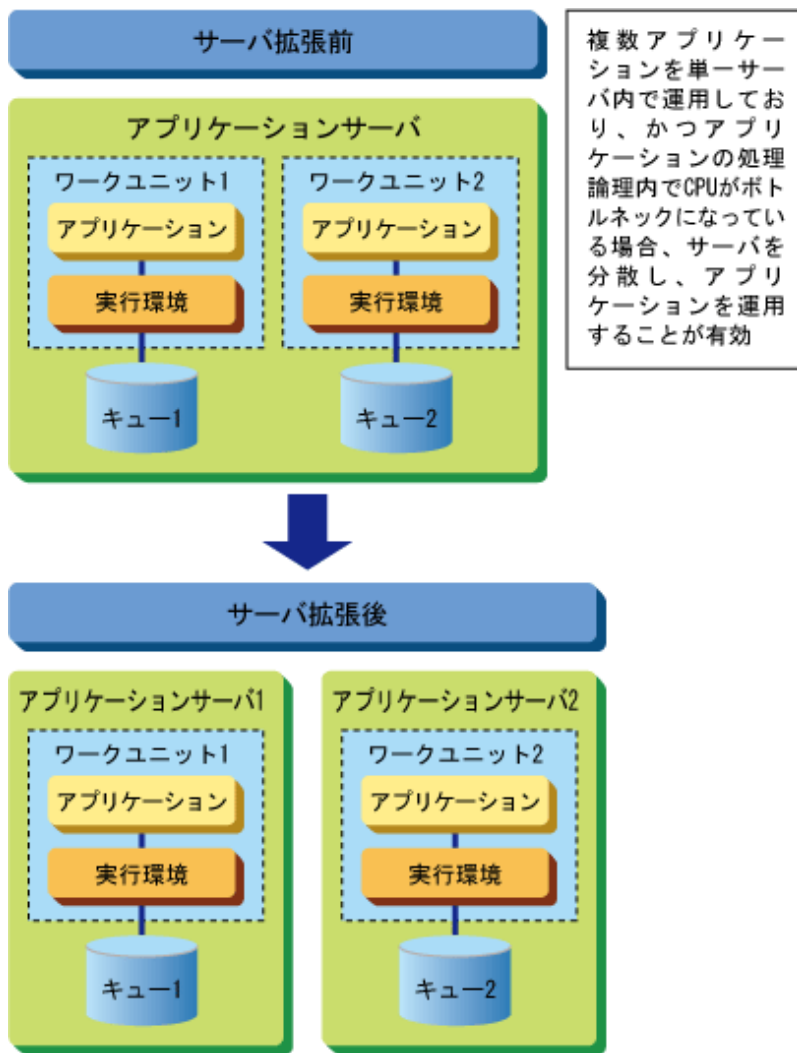 サーバ拡張前
複数アプリケー
ションを単一サー
バ内で運用してお
り、かつアプリ
ケーションの処理
論理内でCPUがボト
ルネックになってい
る場合、サーバを
分散し、アプリ
ケーションを運用
することが有効
アプリケーションサーバ
ワークユニット1
アプリケーション
実行環境
キュー1
ワークユニット2
アプリケーション
実行環境
キュー2
サーバ拡張後
アプリケーションサーバ1
ワークユニット1
アプリケーション
実行環境
キュー1
アプリケーションサーバ2
ワークユニット2
アプリケーション
実行環境
キュー2